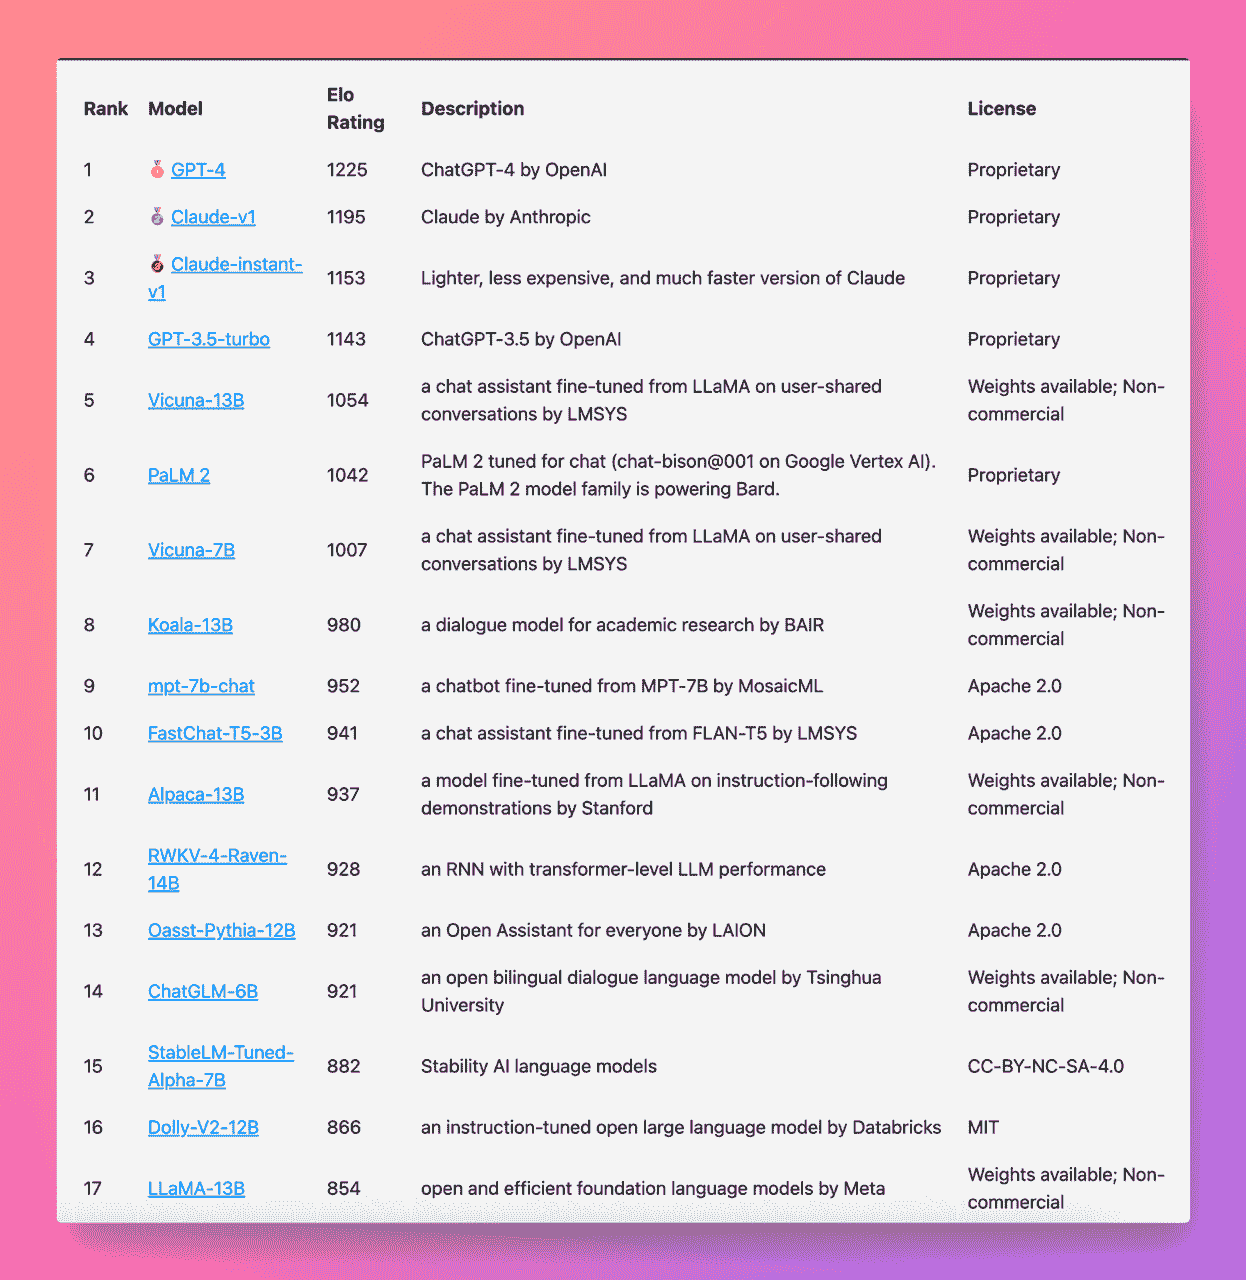 Rank Model Elo Rating Description License
1 GPT-4 1225 ChatGPT-4 by OpenAI Proprietary
2 Claude-v1 1195 Claude by Anthropic Proprietary
3 Claude-instant-v1 1153 Lighter, less expensive, and much faster version of Claude Proprietary
4 GPT-3.5-turbo 1143 ChatGPT-3.5 by OpenAI Proprietary
5 Vicuna-13B 1054 a chat assistant fine-tuned from LLaMA on user-shared conversations by LMSYS Weights available; Non-commercial
6 PaLM 2 1042 PaLM 2 tuned for chat (chat-bison@001 on Google Vertex AI). The PaLM 2 model family is powering Bard. Proprietary
7 Vicuna-7B 1007 a chat assistant fine-tuned from LLaMA on user-shared conversations by LMSYS Weights available; Non-commercial
8 Koala-13B 980 a dialogue model for academic research by BAIR Weights available; Non-commercial
9 mpt-7b-chat 952 a chatbot fine-tuned from MPT-7B by MosaicML Apache 2.0
10 FastChat-T5-3B 941 a chat assistant fine-tuned from FLAN-T5 by LMSYS Apache 2.0
11 Alpaca-13B 937 a model fine-tuned from LLaMA on instruction-following demonstrations by Stanford Weights available; Non-commercial
12 RWKV-4-Raven-14B 928 an RNN with transformer-level LLM performance Apache 2.0
13 Oasst-Pythia-12B 921 an Open Assistant for everyone by LAION Apache 2.0
14 ChatGLM-6B 921 an open bilingual dialogue language model by Tsinghua University Weights available; Non-commercial
15 StableLM-Tuned-Alpha-7B 882 Stability AI language models CC-BY-NC-SA-4.0
16 Dolly-V2-12B 866 an instruction-tuned open large language model by Databricks MIT
17 LLaMA-13B 854 open and efficient foundation language models by Meta Weights available; Non-commercial